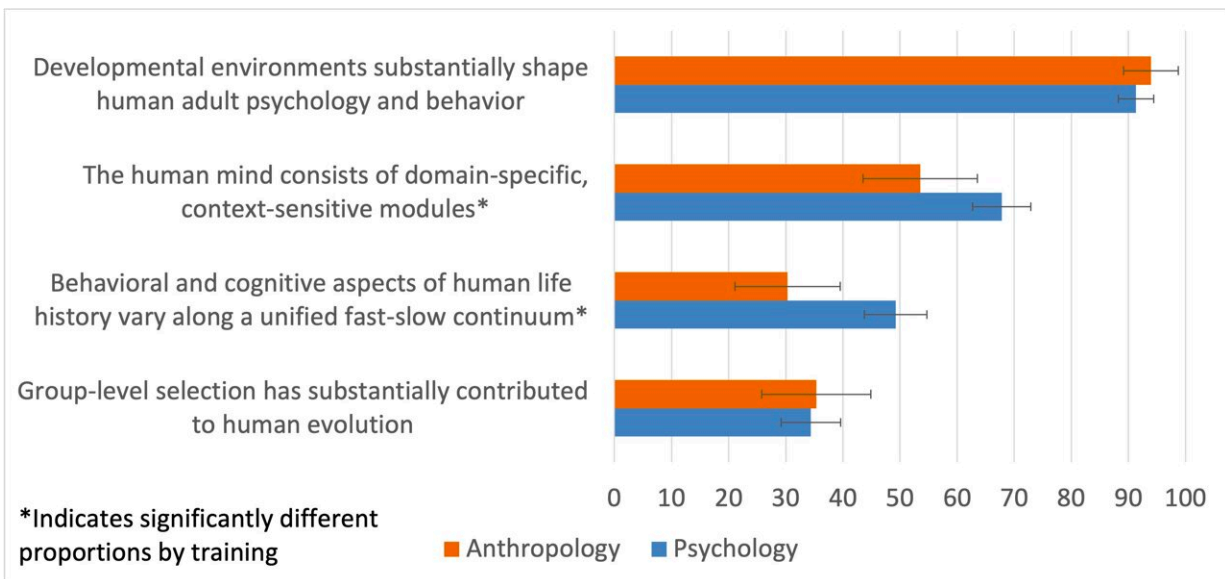 Developmental environments substantially shape
human adult psychology and behavior
The human mind consists of domain-specific,
context-sensitive modules*
Behavioral and cognitive aspects of human life
history vary along a unified fast-slow continuum*
Group-level selection has substantially contributed
to human evolution
0 10 20 30 40 50 60 70 80 90 100
*Indicates significantly different
proportions by training
Anthropology Psychology